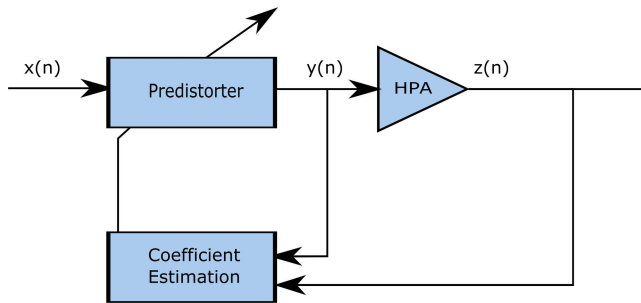 x(n)
Predistorter
y(n)
HPA
z(n)
Coefficient
Estimation